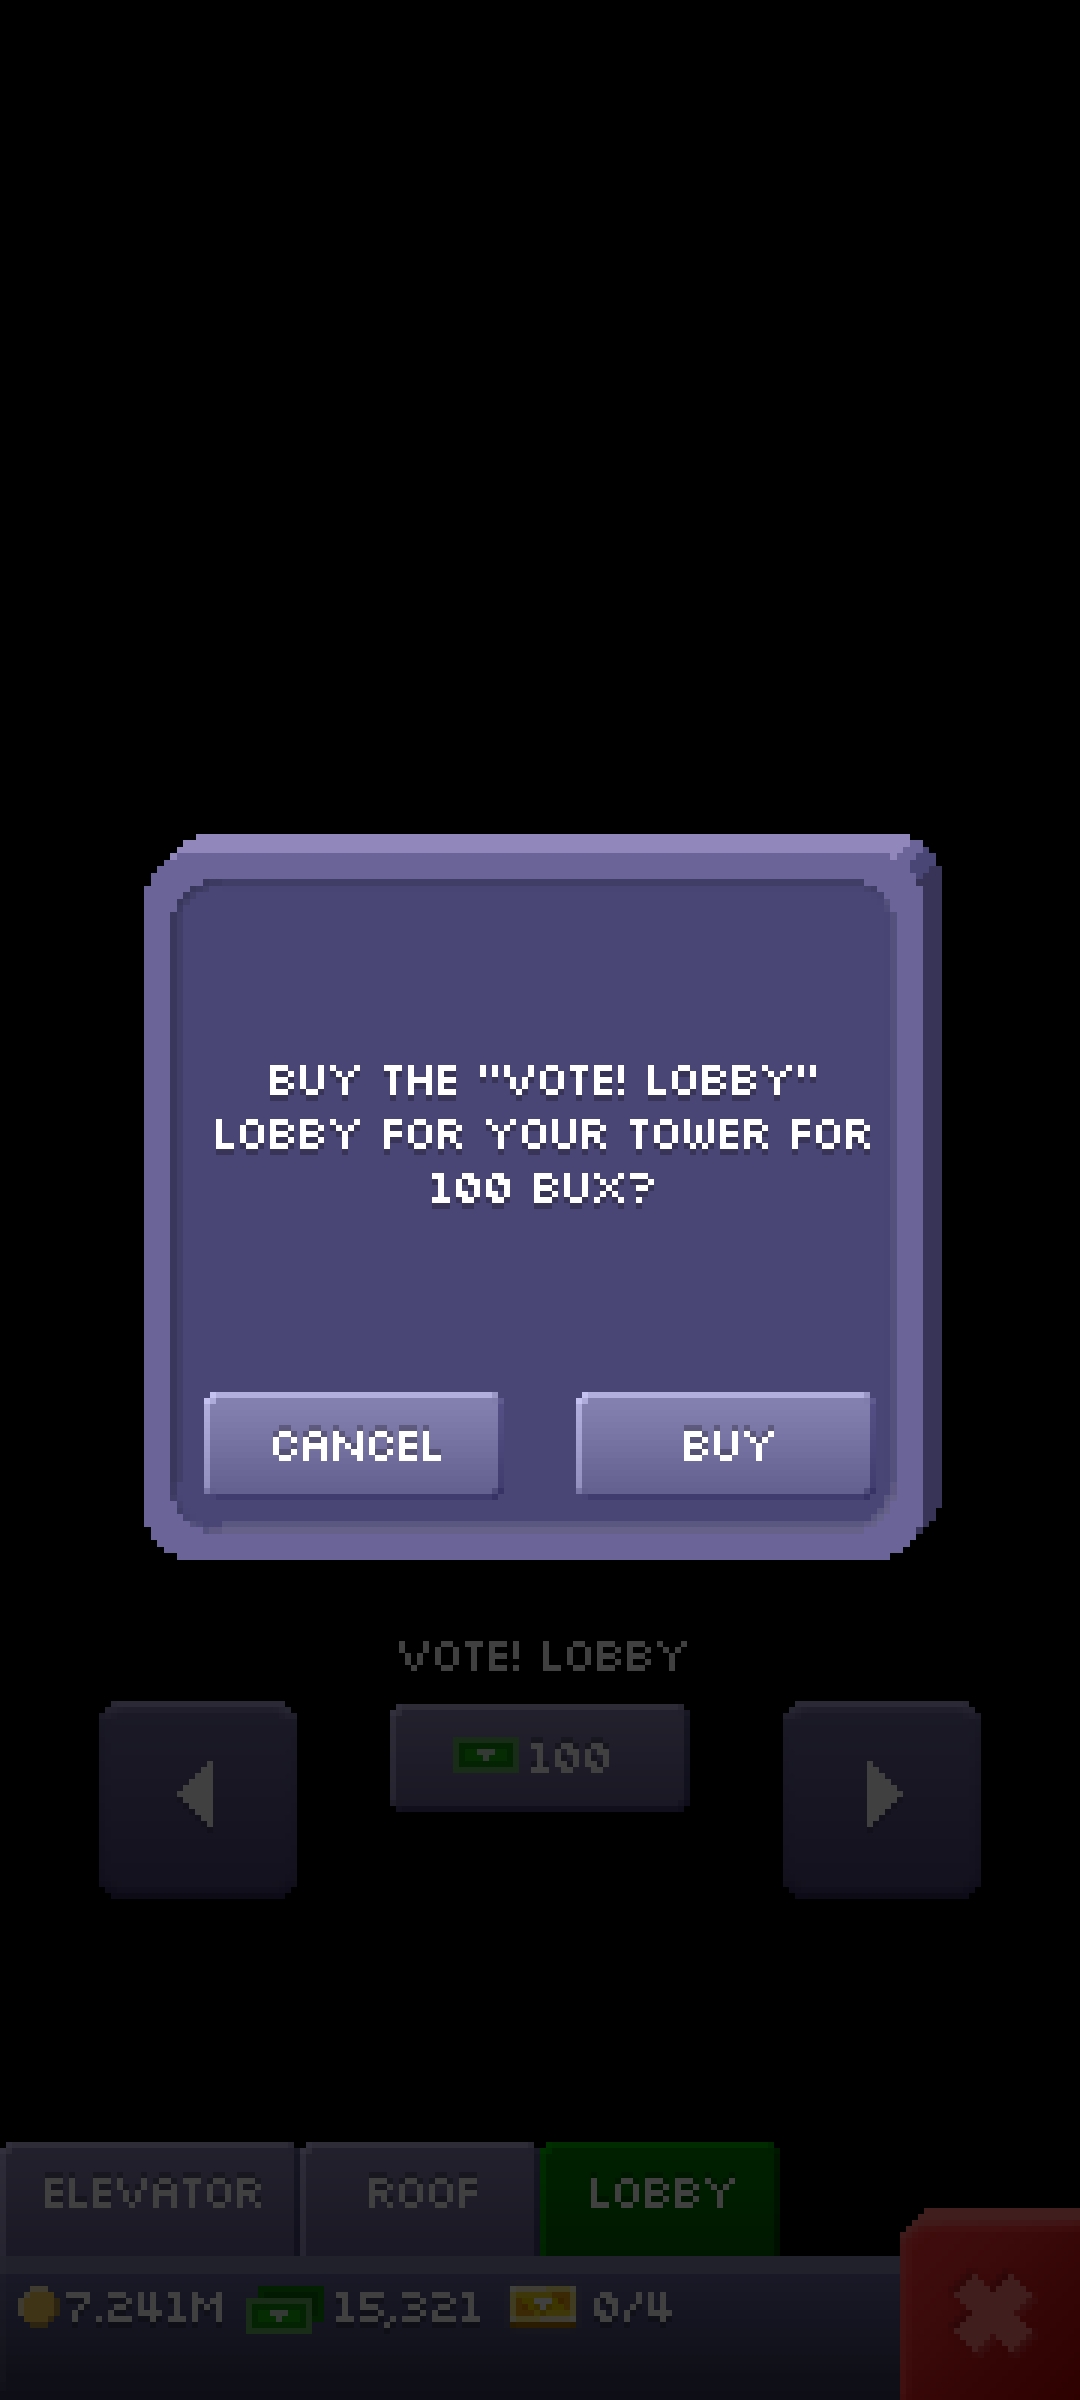 BUY THE "VOTE! LOBBY"
LOBBY FOR YOUR TOWER FOR
100 BUX?
CANCEL BUY
VOTE! LOBBY
100
ELEVATOR ROOF LOBBY
7.241M 15,321 0/4